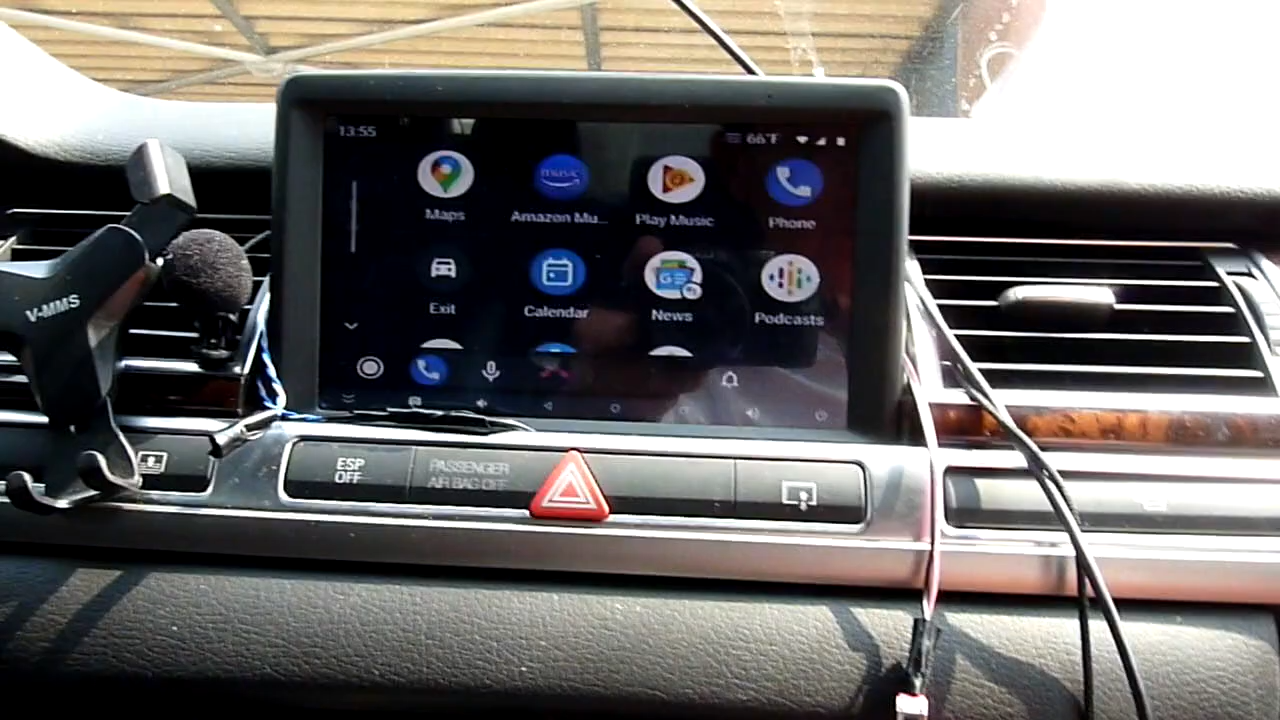 13:55
66°F
Maps
music
Amazon Mu...
Play Music
Phone
Exit
Calendar
G
News
Podcasts
V-MMS
ESP
OFF
PASSENGER
AIR BAG OFF